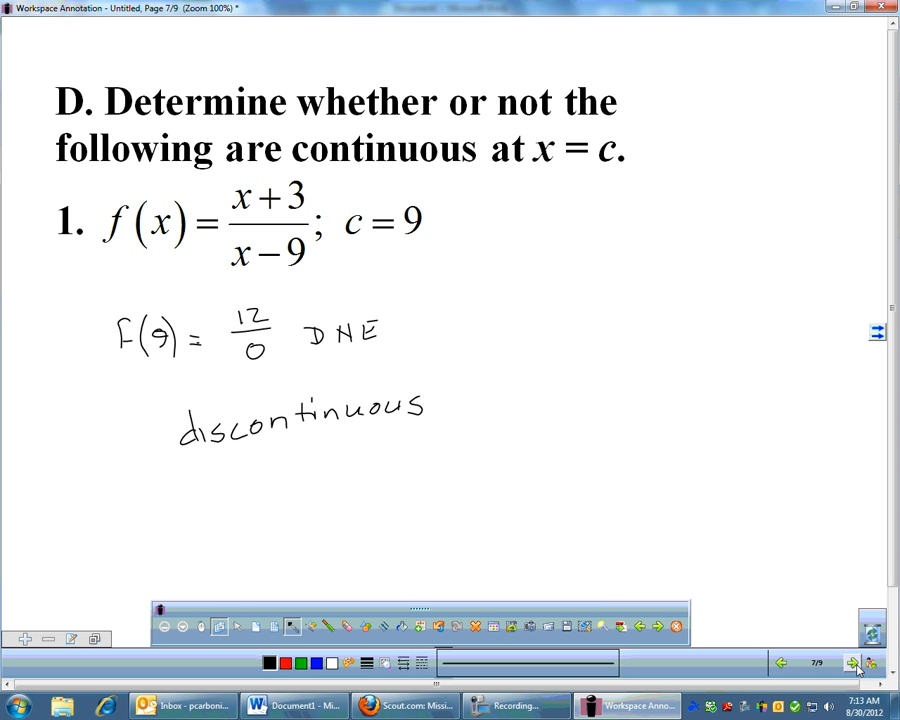 Workspace Annotation - Untitled, Page 7/9 (Zoom 100%) *
D. Determine whether or not the
following are continuous at x = c.
1. f(x) = (x + 3)/(x − 9); c = 9
F(9) = 12/0 DNE
discontinuous
7/9
Inbox - pcarboni...
Document1 - Mi...
Scout.com: Missi...
Recording...
Workspace Anno...
7:13 AM
8/30/2012